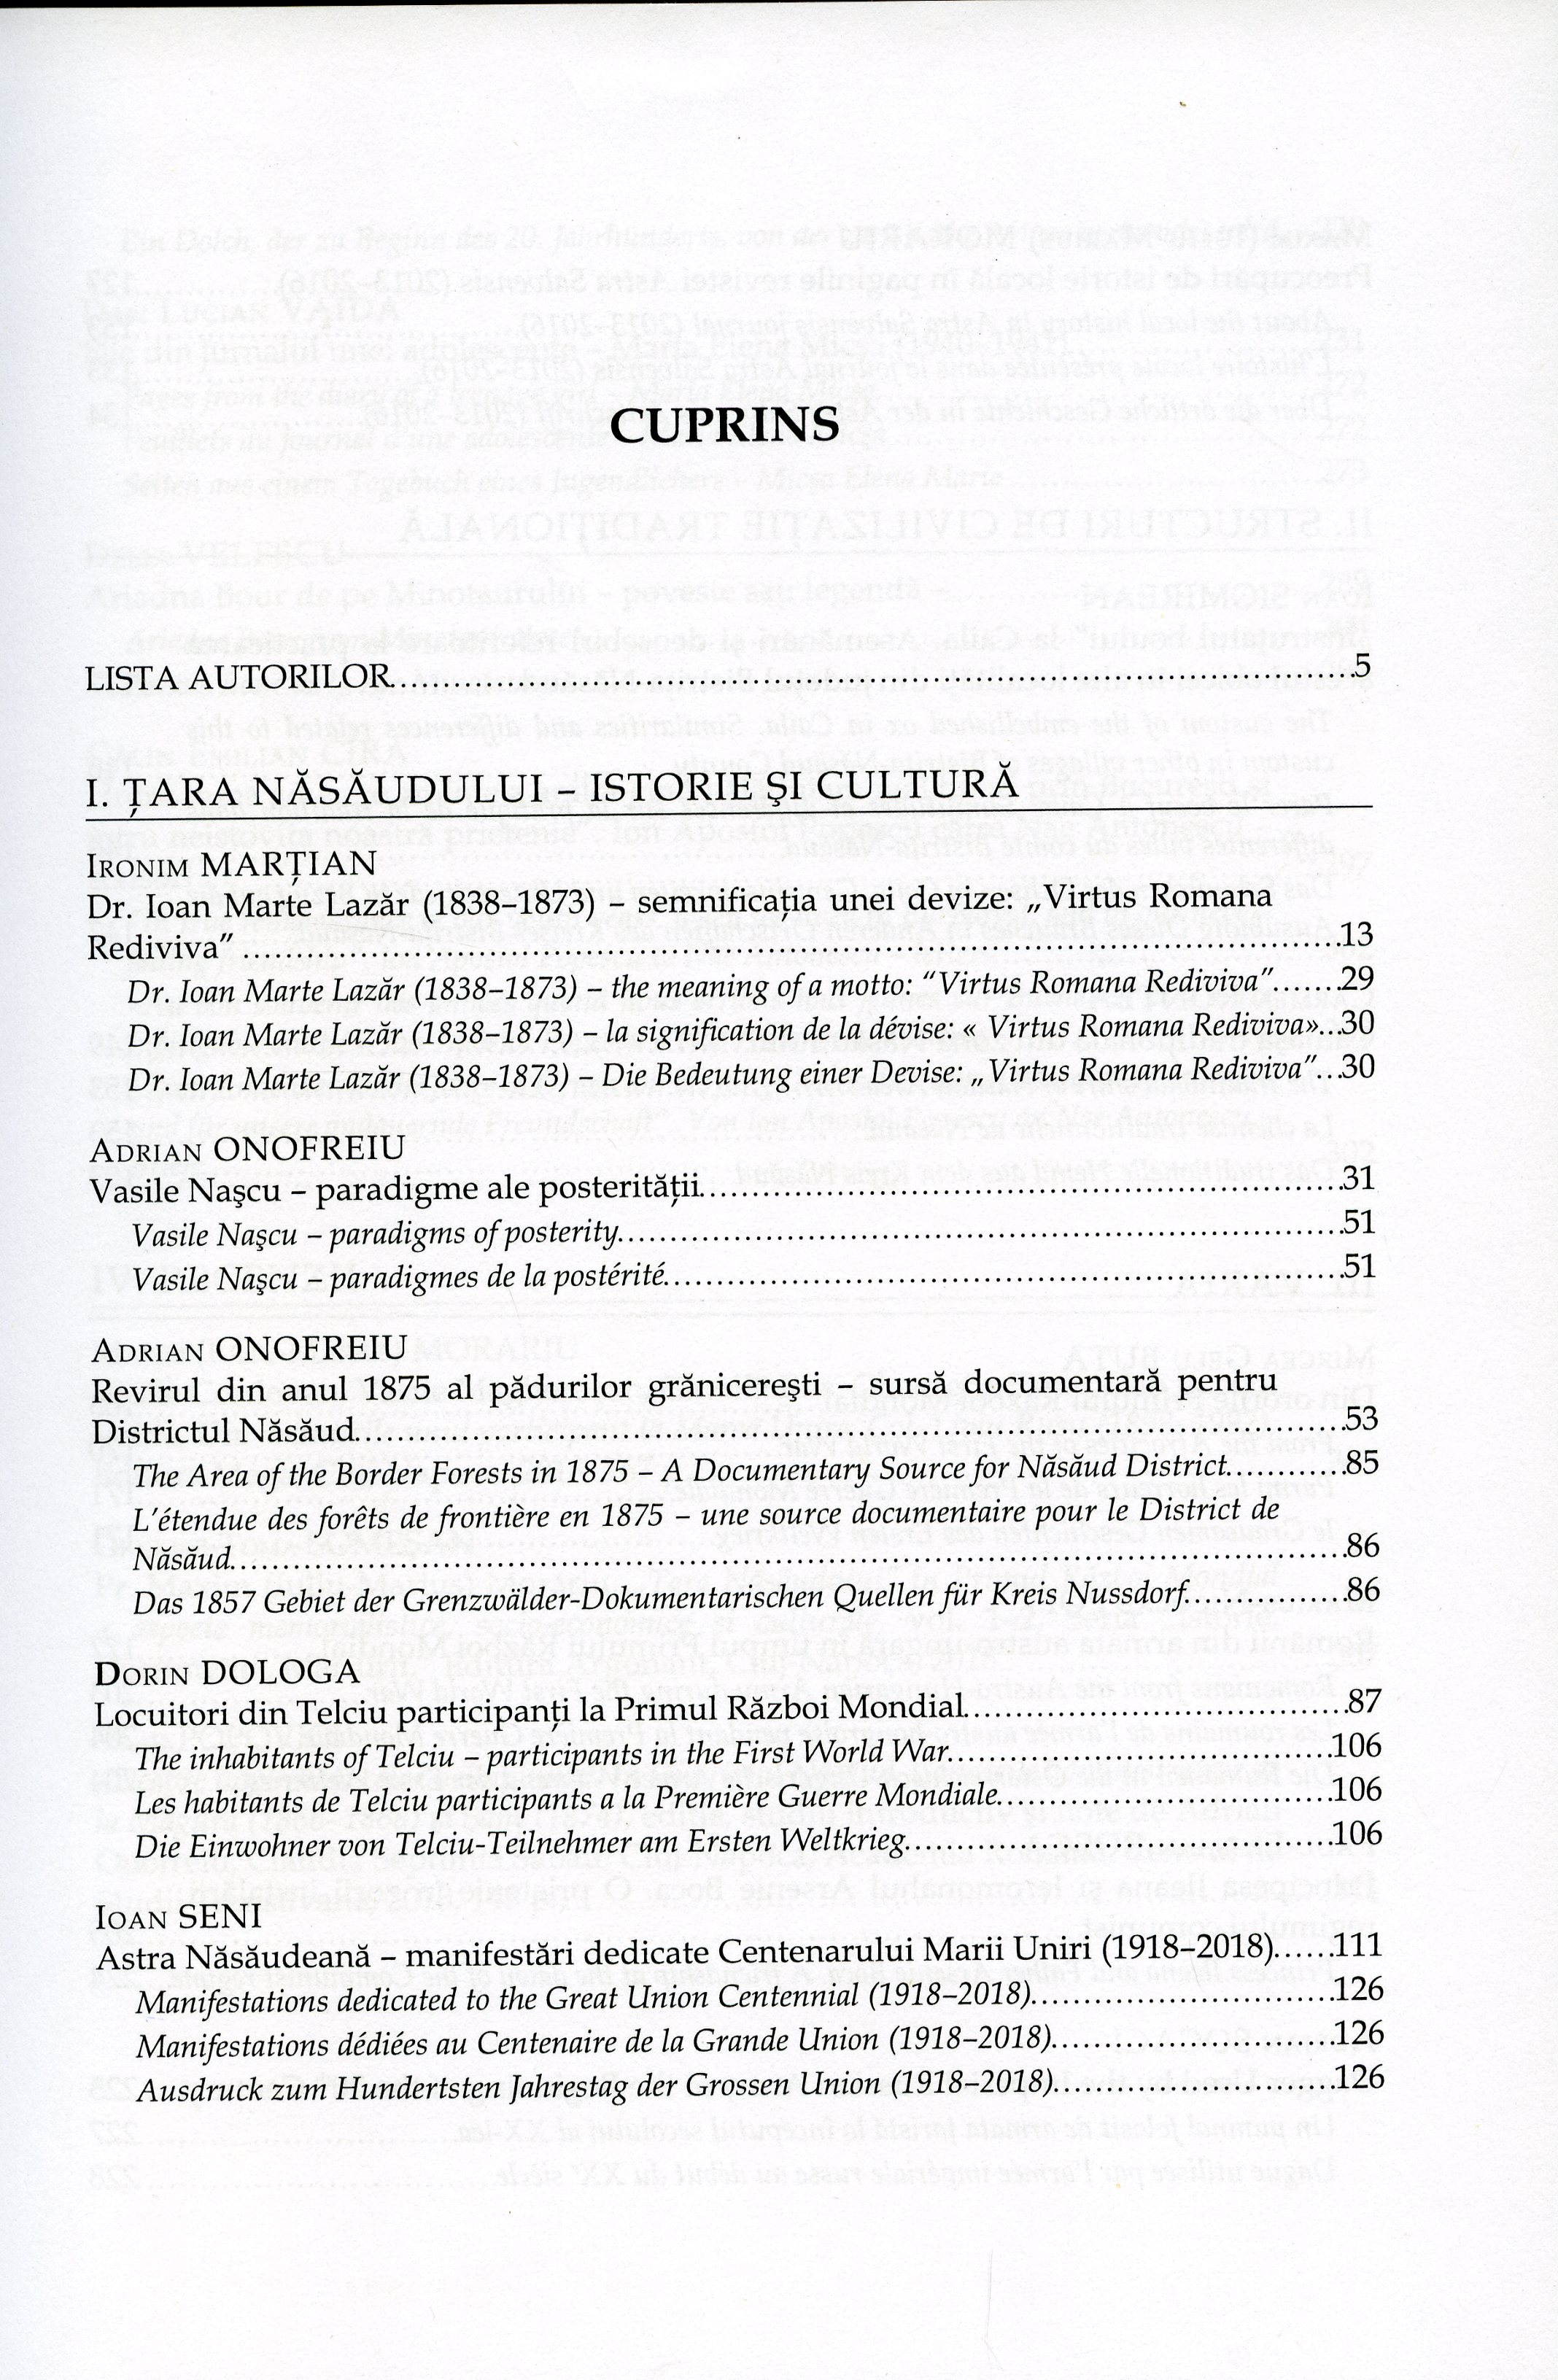 CUPRINS
LISTA AUTORILOR..........5
I. ȚARA NĂSĂUDULUI – ISTORIE ŞI CULTURĂ
IRONIM MARȚIAN
Dr. Ioan Marte Lazăr (1838–1873) – semnificația unei devize: „Virtus Romana
Rediviva” ..........13
Dr. Ioan Marte Lazăr (1838–1873) – the meaning of a motto: “Virtus Romana Rediviva”.......29
Dr. Ioan Marte Lazăr (1838–1873) – la signification de la dévise: « Virtus Romana Rediviva»...30
Dr. Ioan Marte Lazăr (1838–1873) – Die Bedeutung einer Devise: „Virtus Romana Rediviva”...30
ADRIAN ONOFREIU
Vasile Naşcu – paradigme ale posterității..........31
Vasile Naşcu – paradigms of posterity..........51
Vasile Naşcu – paradigmes de la postérité..........51
ADRIAN ONOFREIU
Revirul din anul 1875 al pădurilor grănicereşti – sursă documentară pentru
Districtul Năsăud..........53
The Area of the Border Forests in 1875 – A Documentary Source for Năsăud District..........85
L’étendue des forêts de frontière en 1875 – une source documentaire pour le District de
Năsăud..........86
Das 1857 Gebiet der Grenzwälder-Dokumentarischen Quellen für Kreis Nussdorf..........86
DORIN DOLOGA
Locuitori din Telciu participanți la Primul Război Mondial..........87
The inhabitants of Telciu – participants in the First World War..........106
Les habitants de Telciu participants a la Première Guerre Mondiale..........106
Die Einwohner von Telciu-Teilnehmer am Ersten Weltkrieg..........106
IOAN SENI
Astra Năsăudeană – manifestări dedicate Centenarului Marii Uniri (1918–2018)......111
Manifestations dedicated to the Great Union Centennial (1918–2018)..........126
Manifestations dédiées au Centenaire de la Grande Union (1918–2018)..........126
Ausdruck zum Hundertsten Jahrestag der Grossen Union (1918–2018)..........126